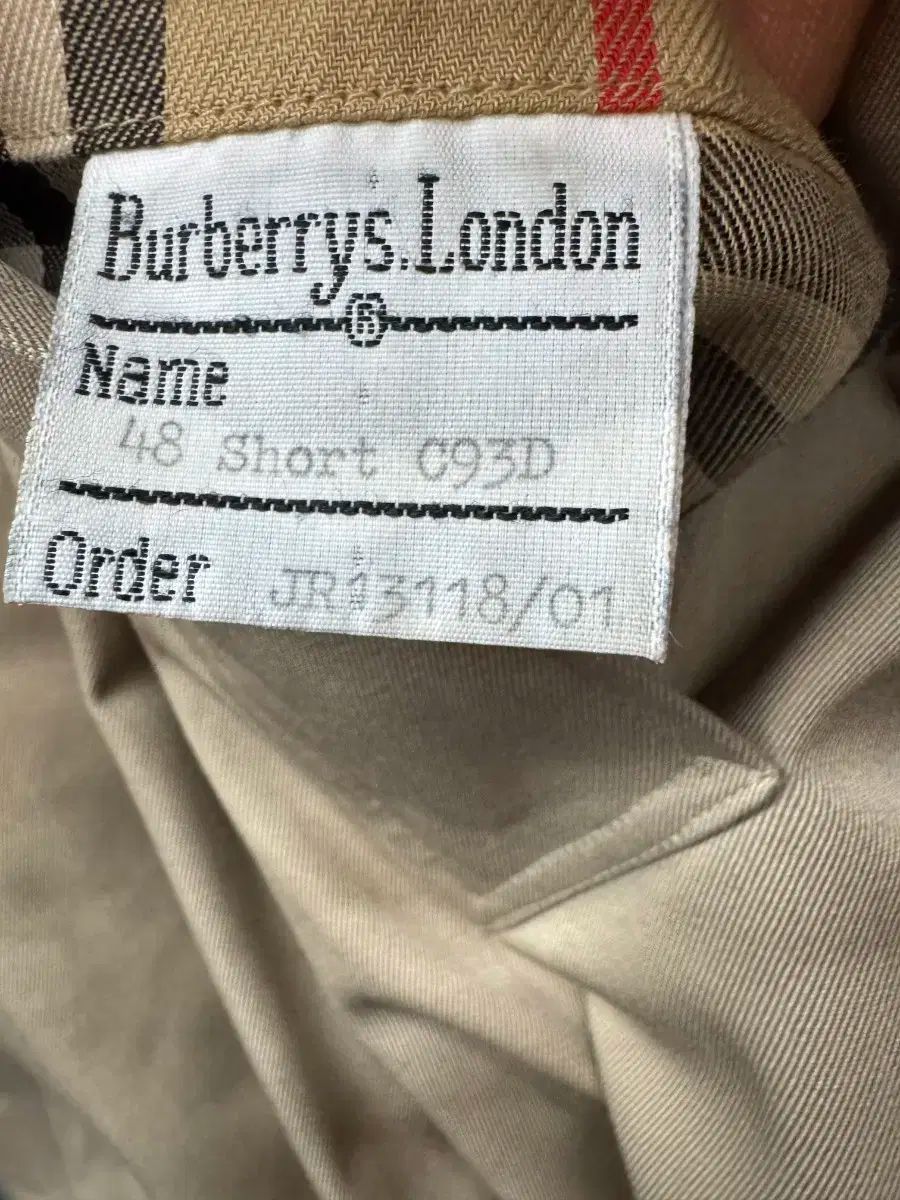 Burberrys.London
®
Name
48 Short C93D
Order JR13118/01